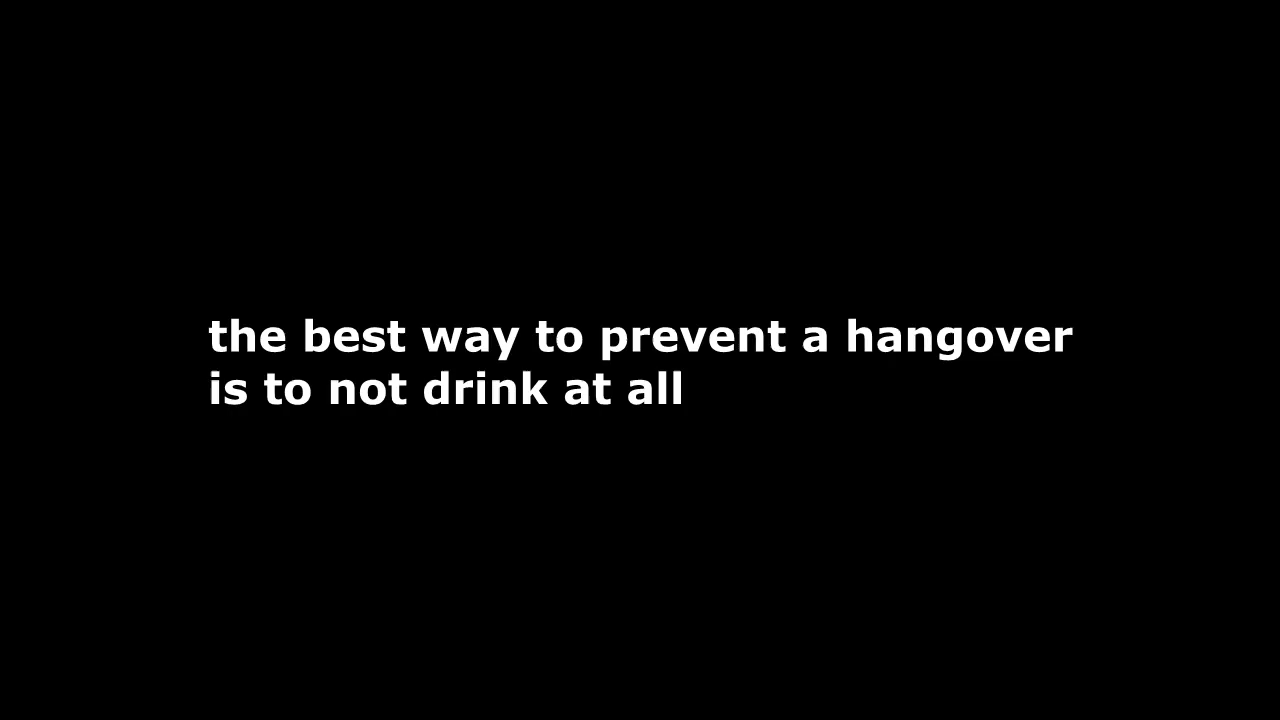 the best way to prevent a hangover
is to not drink at all